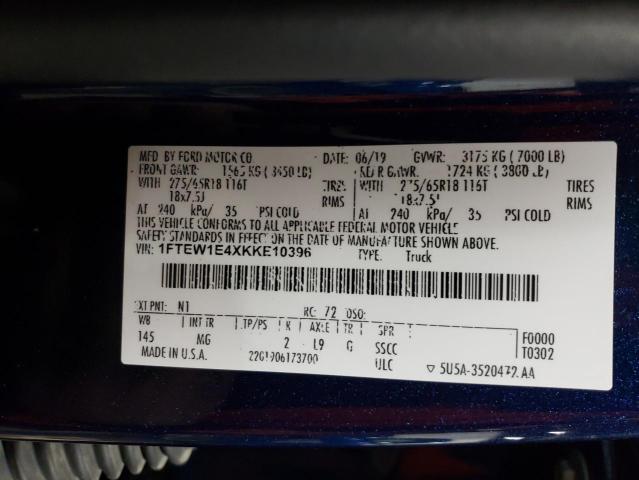 MFD. BY FORD MOTOR CO. DATE: 06/19 GVWR: 3175 KG ( 7000 LB)
FRONT GAWR: 1565 KG ( 3450 LB) REAR GAWR: 1724 KG ( 3800 LB)
WITH 275/65R18 116T TIRES WITH 275/65R18 116T TIRES
18x7.5J RIMS 18x7.5J RIMS
AT 240 kPa/ 35 PSI COLD AT 240 kPa/ 35 PSI COLD
THIS VEHICLE CONFORMS TO ALL APPLICABLE FEDERAL MOTOR VEHICLE
SAFETY STANDARDS IN EFFECT ON THE DATE OF MANUFACTURE SHOWN ABOVE.
VIN: 1FTEW1E4XKKE10396 TYPE: Truck
EXT PNT: N1 RC: 72 DSO:
WB INT TR TP/PS R AXLE TR SPR F0000
145 MG 2 L9 G SSCC T0302
MADE IN U.S.A. ULC 5U5A-3520472 AA